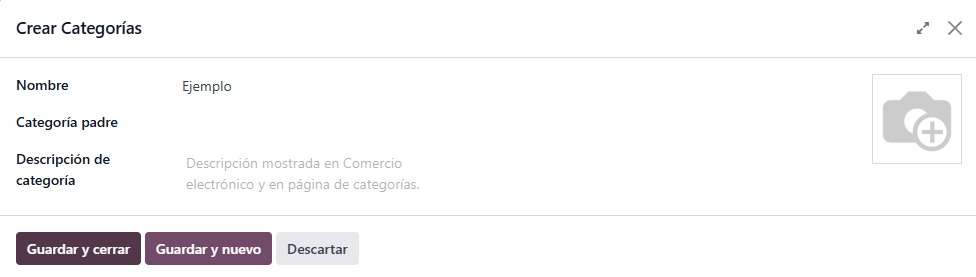 Crear Categorías
Nombre
Ejemplo
Categoría padre
Descripción de
categoría
Descripción mostrada en Comercio
electrónico y en página de categorías.
Guardar y cerrar
Guardar y nuevo
Descartar